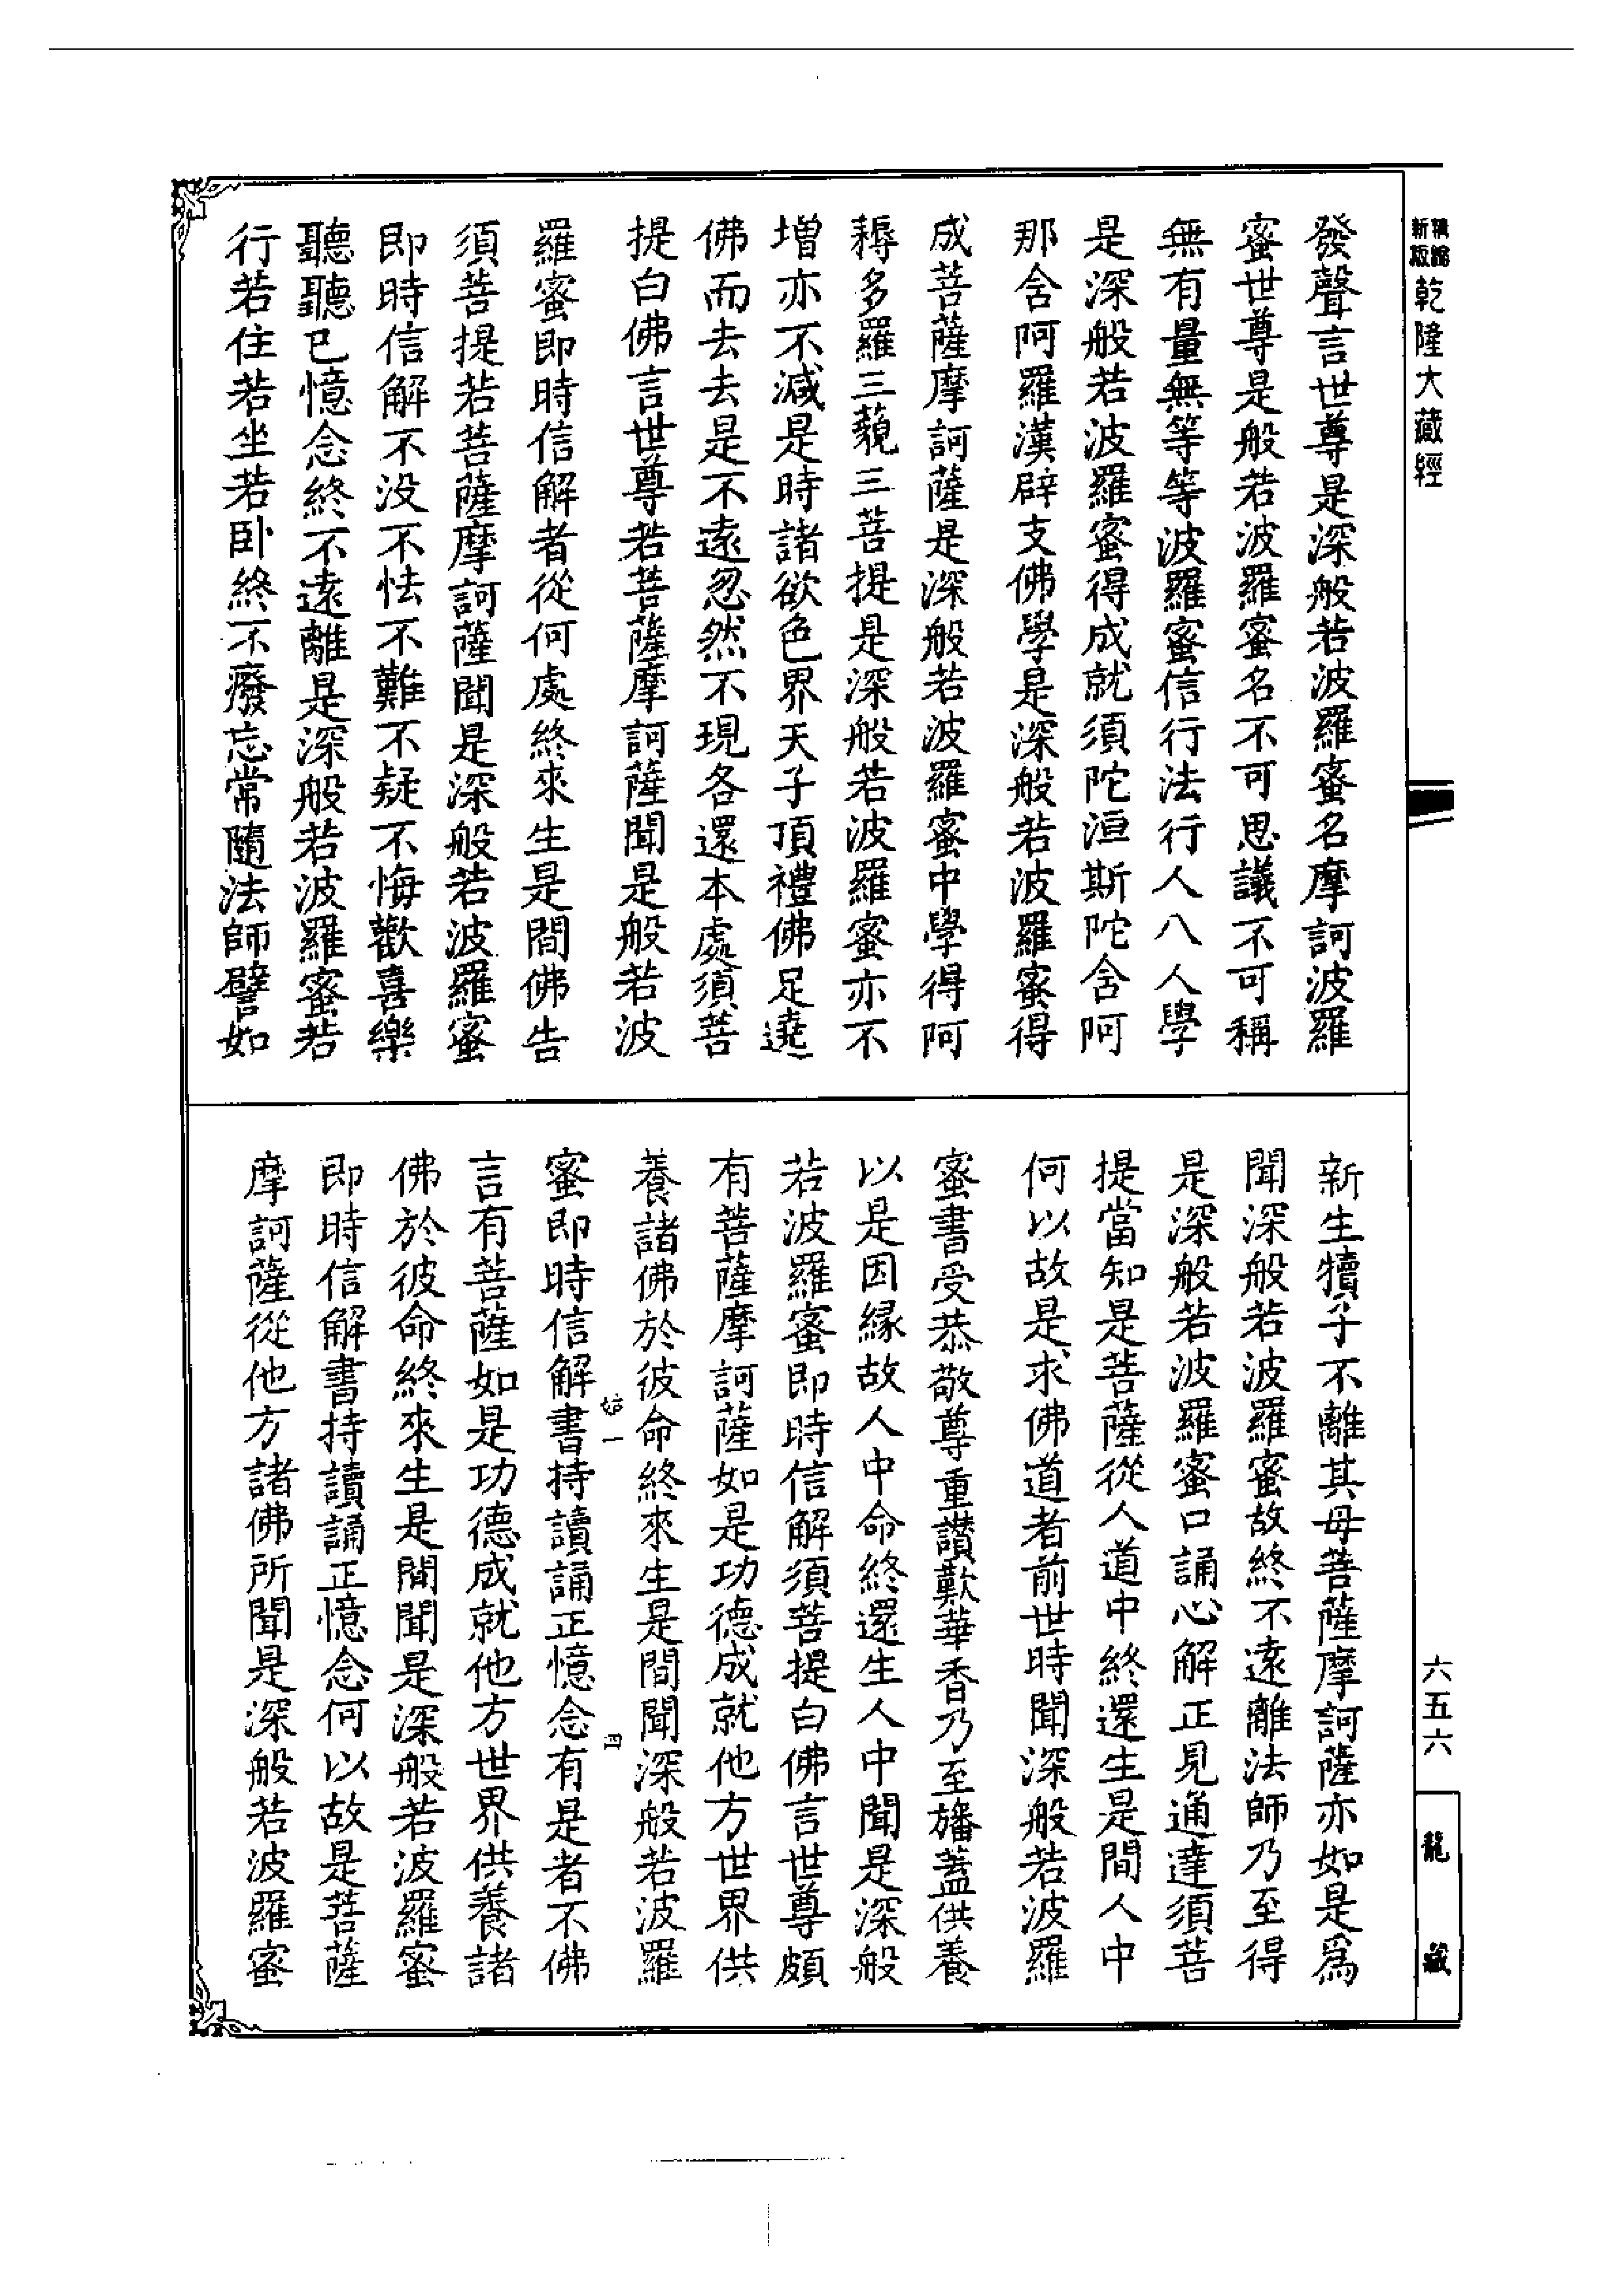 新編縮版乾隆大藏經
發聲言世尊是深般若波羅蜜名摩訶波羅
蜜世尊是般若波羅蜜名不可思議不可稱
無有量無等等波羅蜜信行法行人八人學
是深般若波羅蜜得成就須陀洹斯陀含阿
那含阿羅漢辟支佛學是深般若波羅蜜得
成菩薩摩訶薩是深般若波羅蜜中學得阿
耨多羅三藐三菩提是深般若波羅蜜亦不
增亦不減是時諸欲色界天子頂禮佛足遶
佛而去去是不遠忽然不現各還本處須菩
提白佛言世尊若菩薩摩訶薩聞是般若波
羅蜜即時信解者從何處終來生是間佛告
須菩提若菩薩摩訶薩聞是深般若波羅蜜
即時信解不没不怯不難不疑不悔歡喜樂
聽聽已憶念終不遠離是深般若波羅蜜若
行若住若坐若卧終不廢忘常隨法師譬如
新生犢子不離其母菩薩摩訶薩亦如是爲
聞深般若波羅蜜故終不遠離法師乃至得
是深般若波羅蜜口誦心解正見通達須菩
提當知是菩薩從人道中終還生是間人中
何以故是求佛道者前世時聞深般若波羅
蜜書受恭敬尊重讚歎華香乃至旛蓋供養
以是因緣故人中命終還生人中聞是深般
若波羅蜜即時信解須菩提白佛言世尊頗
有菩薩摩訶薩如是功德成就他方世界供
養諸佛於彼命終來生是間聞深般若波羅
蜜即時信解書持讀誦正憶念有是者不佛
言有菩薩如是功德成就他方世界供養諸
佛於彼命終來生是間聞是深般若波羅蜜
即時信解書持讀誦正憶念何以故是菩薩
摩訶薩從他方諸佛所聞是深般若波羅蜜
一
四
六五六
龍藏